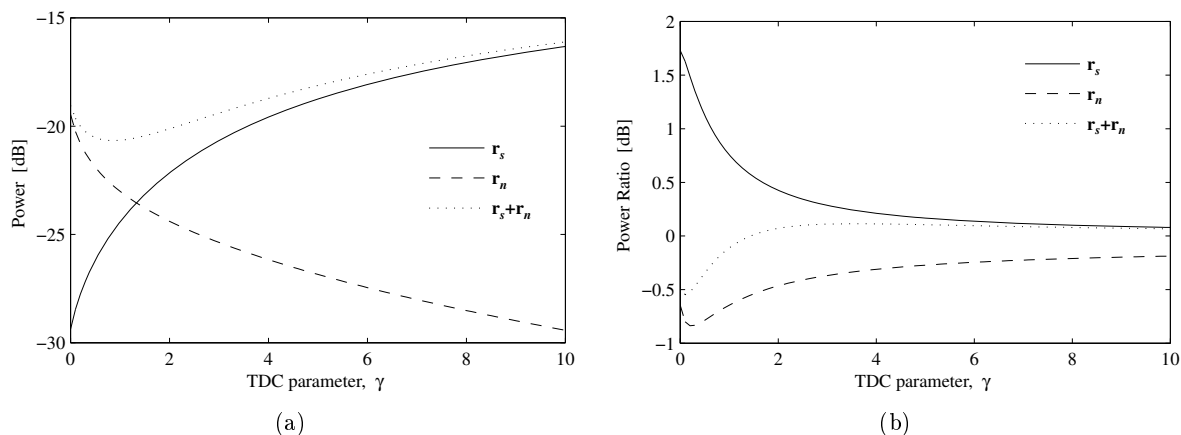 −15
−20
−25
−30
Power [dB]
r_s
r_n
r_s+r_n
0 2 4 6 8 10
TDC parameter, γ
(a)
2
1.5
1
0.5
0
−0.5
−1
Power Ratio [dB]
r_s
r_n
r_s+r_n
0 2 4 6 8 10
TDC parameter, γ
(b)